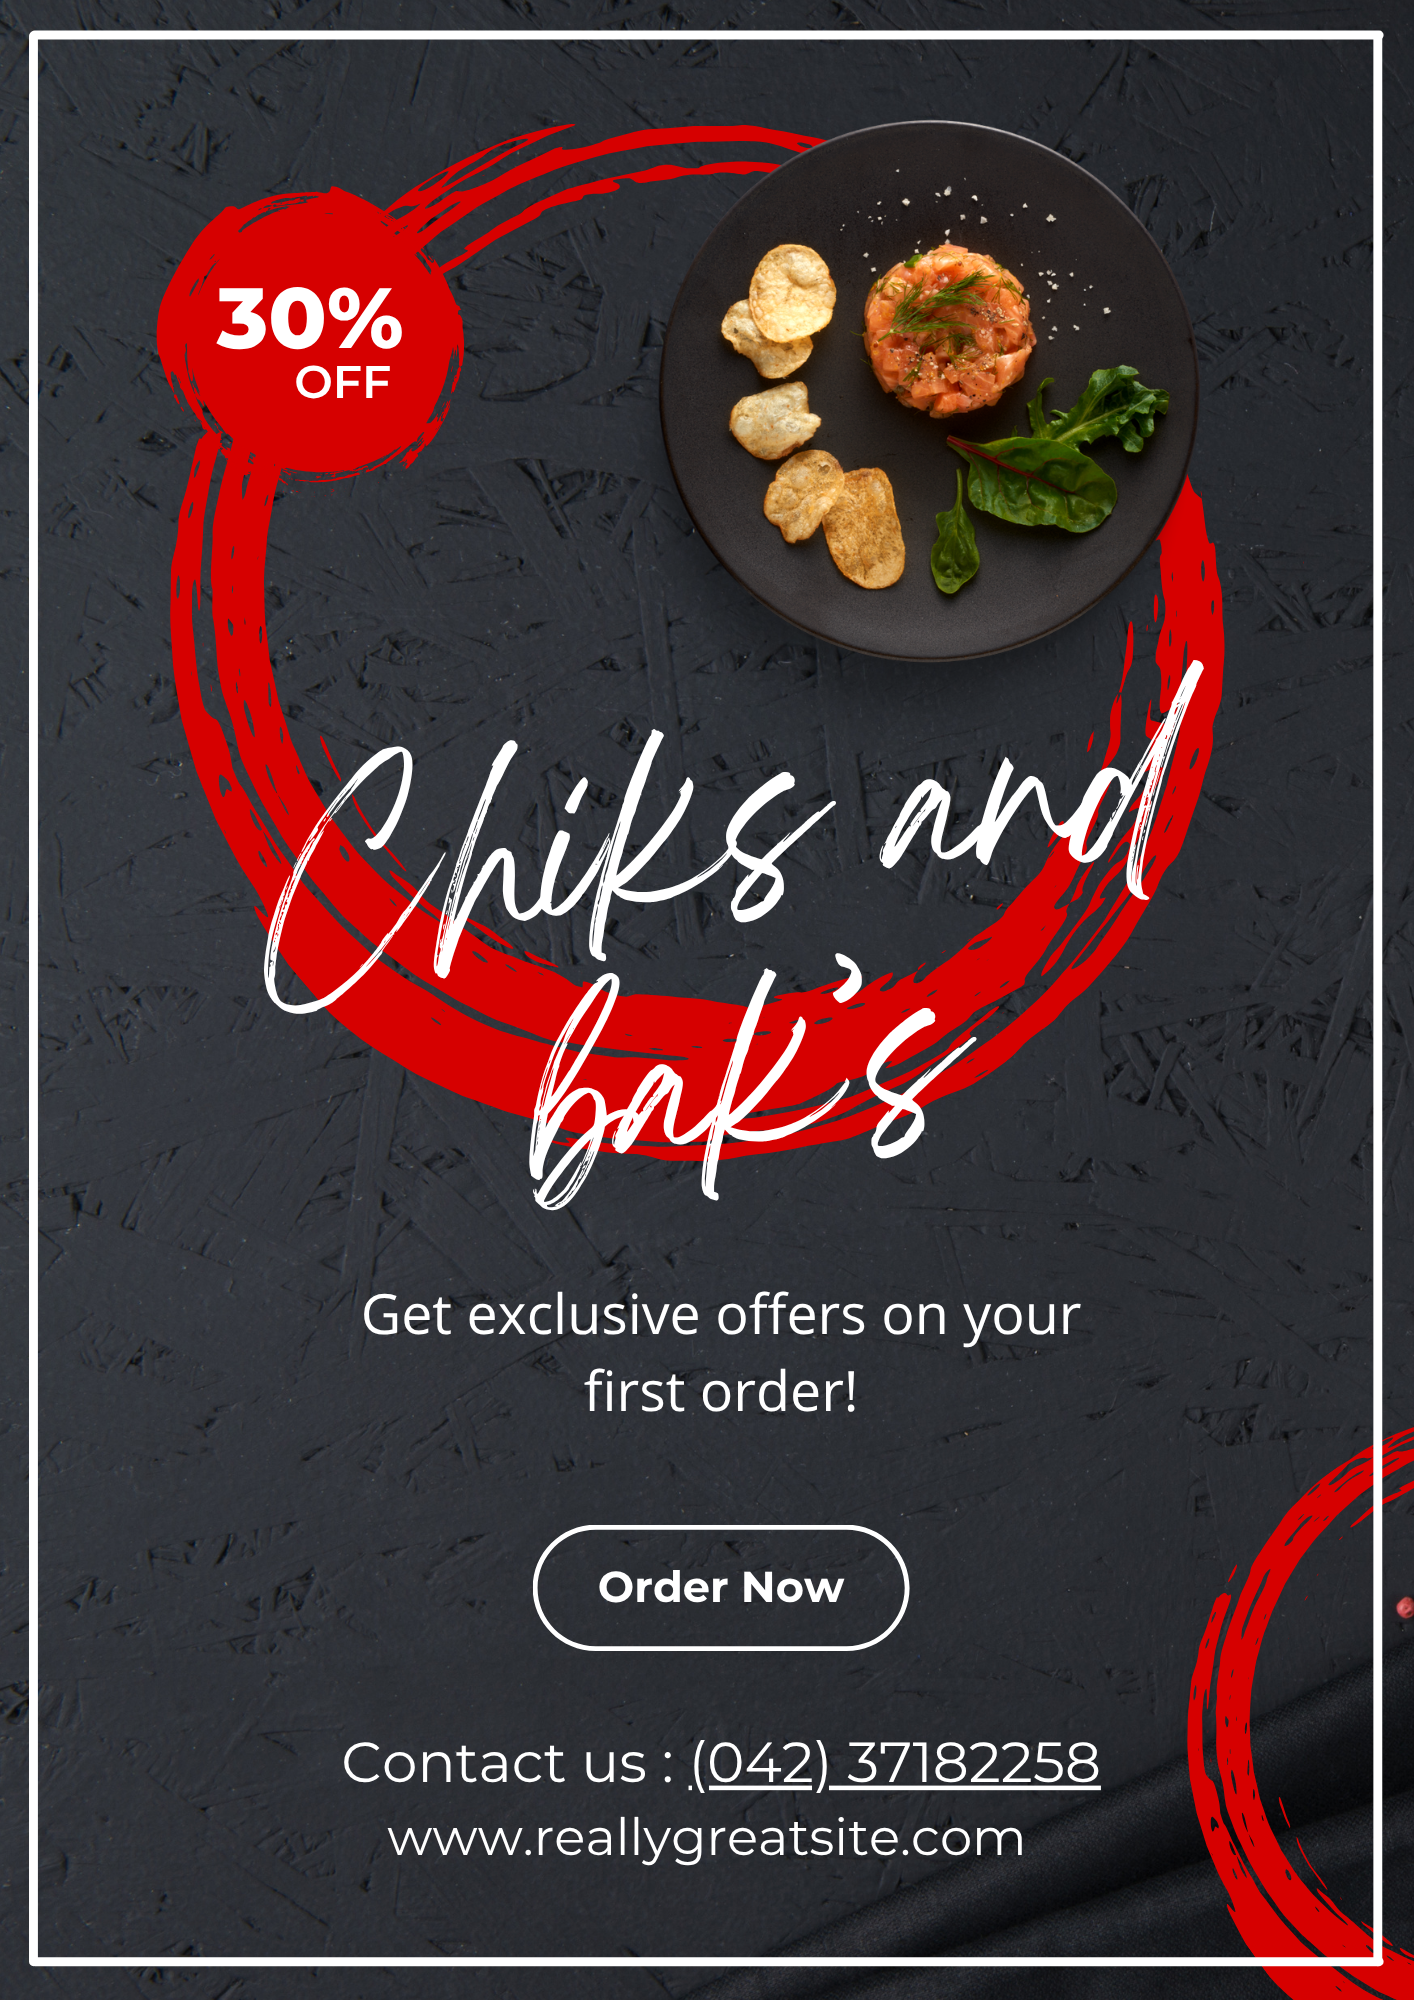 30%
OFF
Chiks and
bak's
Get exclusive offers on your
first order!
Order Now
Contact us : (042) 37182258
www.reallygreatsite.com